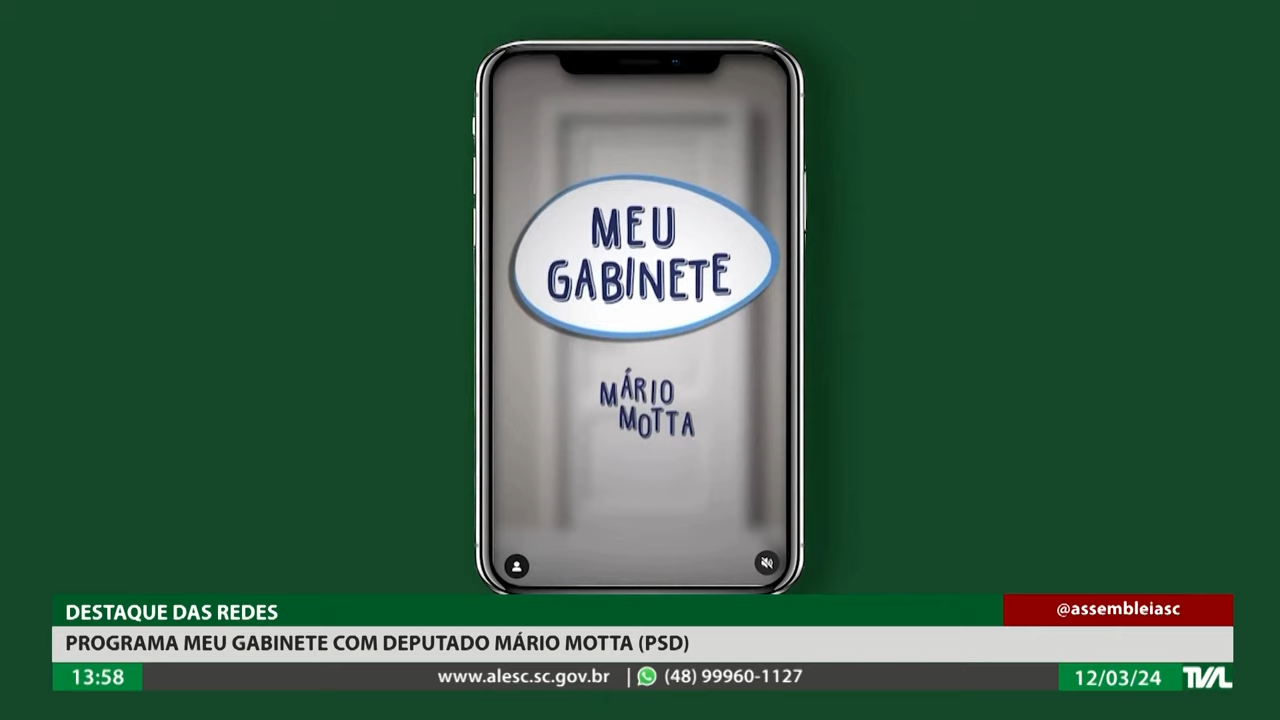 MEU
GABINETE
MÁRIO
MOTTA
DESTAQUE DAS REDES
@assembleiasc
PROGRAMA MEU GABINETE COM DEPUTADO MÁRIO MOTTA (PSD)
13:58
www.alesc.sc.gov.br | (48) 99960-1127
12/03/24
TVAL